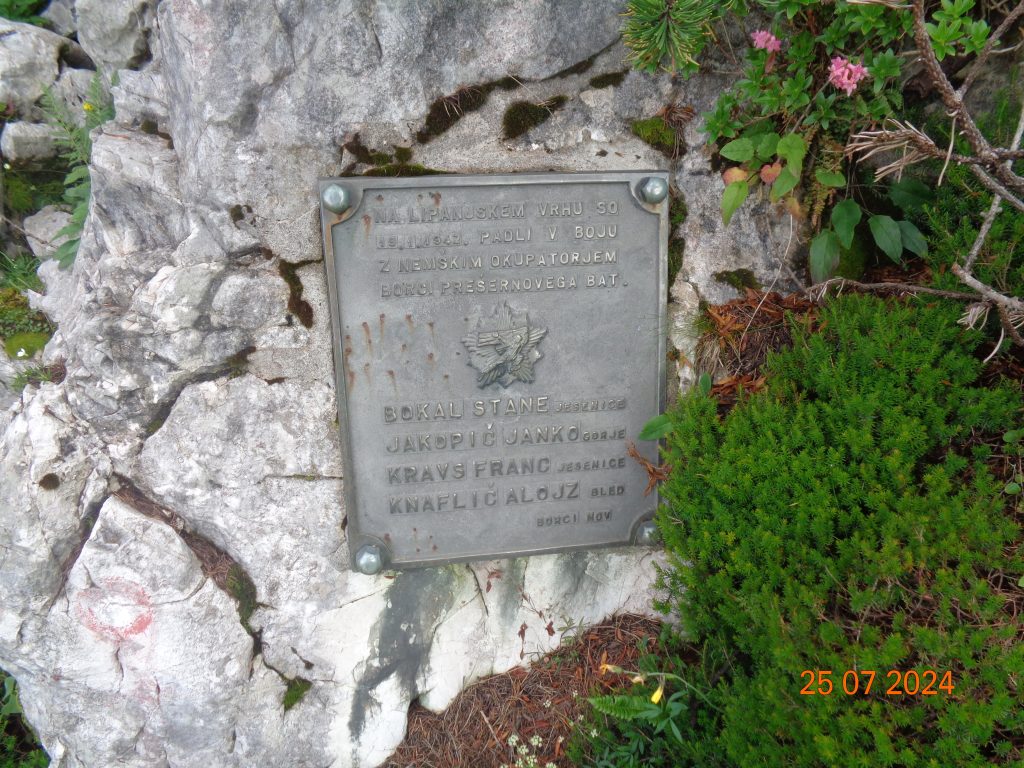 NA LIPANJSKEM VRHU SO
PADLI V BOJU
Z NEMŠKIM OKUPATORJEM
BORCI PREŠERNOVEGA BAT.
BOKAL STANE JESENICE
JAKOPIČ JANKO GORJE
KRAVS FRANC JESENICE
KNAFLIČ ALOJZ BLED
BORCI NOV
25 07 2024